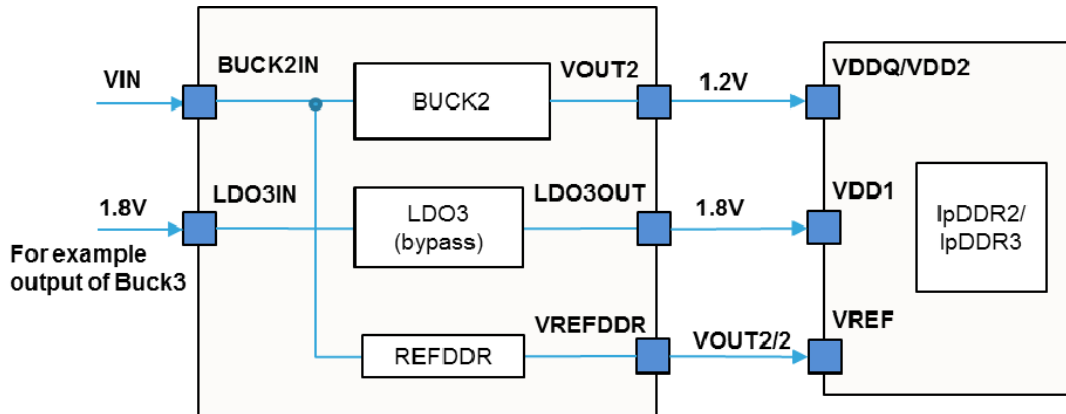 VIN
BUCK2IN
BUCK2
VOUT2
1.2V
VDDQ/VDD2
1.8V
For example
output of Buck3
LDO3IN
LDO3
(bypass)
LDO3OUT
1.8V
VDD1
lpDDR2/
lpDDR3
REFDDR
VREFDDR
VOUT2/2
VREF